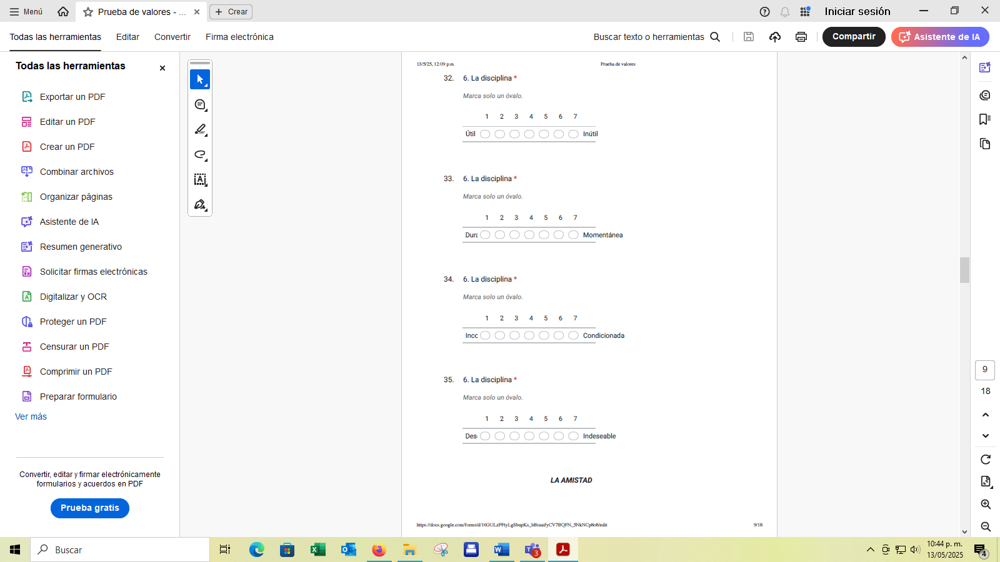 Menú
Prueba de valores - ...
Crear
Iniciar sesión
Todas las herramientas
Editar
Convertir
Firma electrónica
Buscar texto o herramientas
Compartir
Asistente de IA
Todas las herramientas
Exportar un PDF
Editar un PDF
Crear un PDF
Combinar archivos
Organizar páginas
Asistente de IA
Resumen generativo
Solicitar firmas electrónicas
Digitalizar y OCR
Proteger un PDF
Censurar un PDF
Comprimir un PDF
Preparar formulario
Ver más
Convertir, editar y firmar electrónicamente
formularios y acuerdos en PDF
Prueba gratis
13/5/25, 12:09 p.m.
Prueba de valores
32. 6. La disciplina *
Marca solo un óvalo.
1 2 3 4 5 6 7
Útil Inútil
33. 6. La disciplina *
Marca solo un óvalo.
1 2 3 4 5 6 7
Dura Momentánea
34. 6. La disciplina *
Marca solo un óvalo.
1 2 3 4 5 6 7
Inco Condicionada
35. 6. La disciplina *
Marca solo un óvalo.
1 2 3 4 5 6 7
Des Indeseable
LA AMISTAD
9/18
9
18
Buscar
3
10:44 p. m.
13/05/2025
4